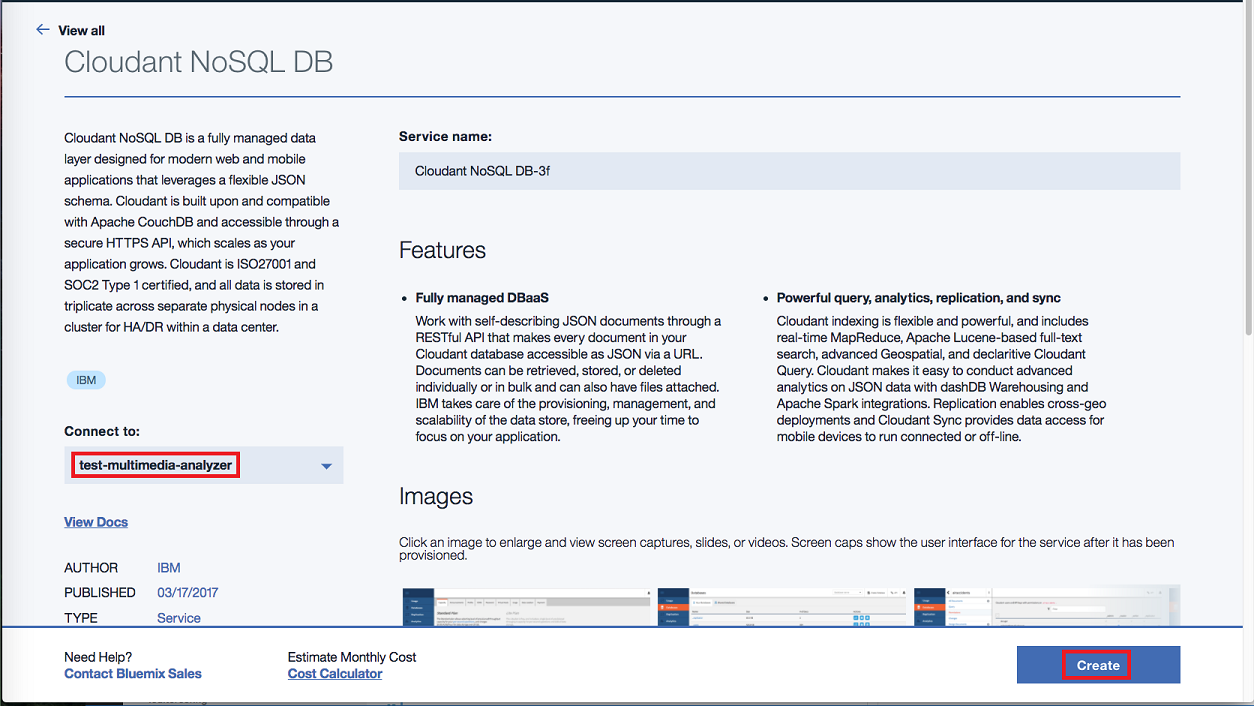 View all
Cloudant NoSQL DB
Cloudant NoSQL DB is a fully managed data
layer designed for modern web and mobile
applications that leverages a flexible JSON
schema. Cloudant is built upon and compatible
with Apache CouchDB and accessible through a
secure HTTPS API, which scales as your
application grows. Cloudant is ISO27001 and
SOC2 Type 1 certified, and all data is stored in
triplicate across separate physical nodes in a
cluster for HA/DR within a data center.
IBM
Connect to:
test-multimedia-analyzer
View Docs
AUTHOR IBM
PUBLISHED 03/17/2017
TYPE Service
Service name:
Cloudant NoSQL DB-3f
Features
Fully managed DBaaS
Work with self-describing JSON documents through a
RESTful API that makes every document in your
Cloudant database accessible as JSON via a URL.
Documents can be retrieved, stored, or deleted
individually or in bulk and can also have files attached.
IBM takes care of the provisioning, management, and
scalability of the data store, freeing up your time to
focus on your application.
Powerful query, analytics, replication, and sync
Cloudant indexing is flexible and powerful, and includes
real-time MapReduce, Apache Lucene-based full-text
search, advanced Geospatial, and declaritive Cloudant
Query. Cloudant makes it easy to conduct advanced
analytics on JSON data with dashDB Warehousing and
Apache Spark integrations. Replication enables cross-geo
deployments and Cloudant Sync provides data access for
mobile devices to run connected or off-line.
Images
Click an image to enlarge and view screen captures, slides, or videos. Screen caps show the user interface for the service after it has been
provisioned.
Need Help?
Contact Bluemix Sales
Estimate Monthly Cost
Cost Calculator
Create